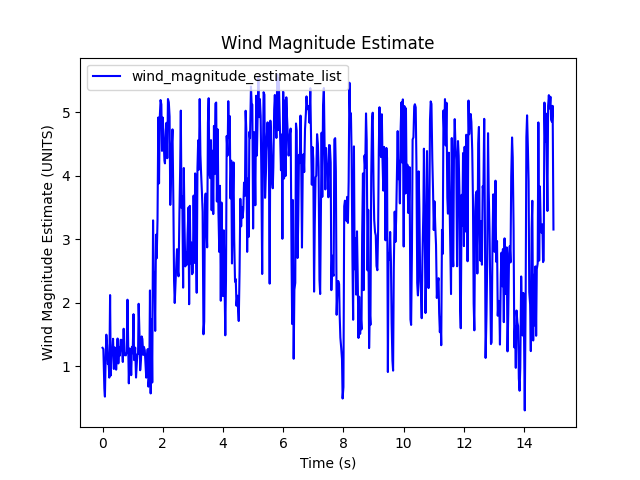 Wind Magnitude Estimate
wind_magnitude_estimate_list
Wind Magnitude Estimate (UNITS)
5
4
3
2
1
0 2 4 6 8 10 12 14
Time (s)